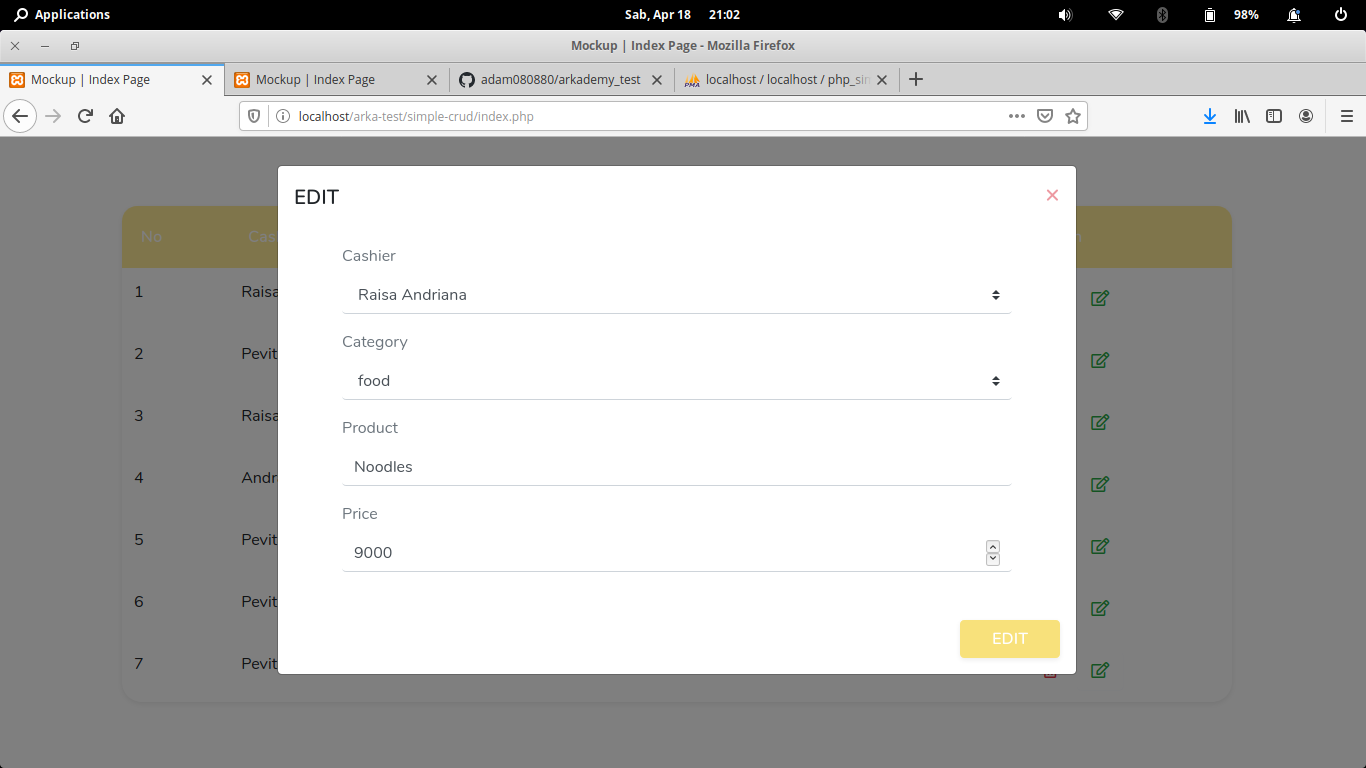 Applications
Sab, Apr 18 21:02
98%
Mockup | Index Page - Mozilla Firefox
Mockup | Index Page
Mockup | Index Page
adam080880/arkademy_test
localhost / localhost / php_sin
localhost/arka-test/simple-crud/index.php
EDIT
×
No
Cas
n
Cashier
Raisa Andriana
Category
food
Product
Noodles
Price
9000
EDIT
1 Raisa
2 Pevit
3 Raisa
4 Andr
5 Pevit
6 Pevit
7 Pevit